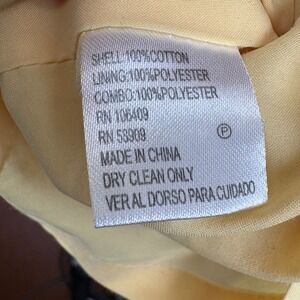 SHELL:100%COTTON
LINING:100%POLYESTER
COMBO:100%POLYESTER
RN 106409
RN 53909
P
MADE IN CHINA
DRY CLEAN ONLY
VER AL DORSO PARA CUIDADO